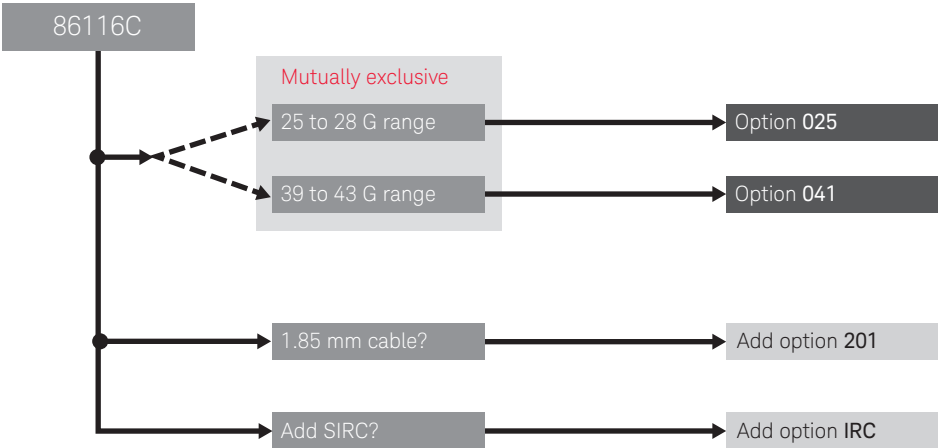 86116C
Mutually exclusive
25 to 28 G range
Option 025
39 to 43 G range
Option 041
1.85 mm cable?
Add option 201
Add SIRC?
Add option IRC